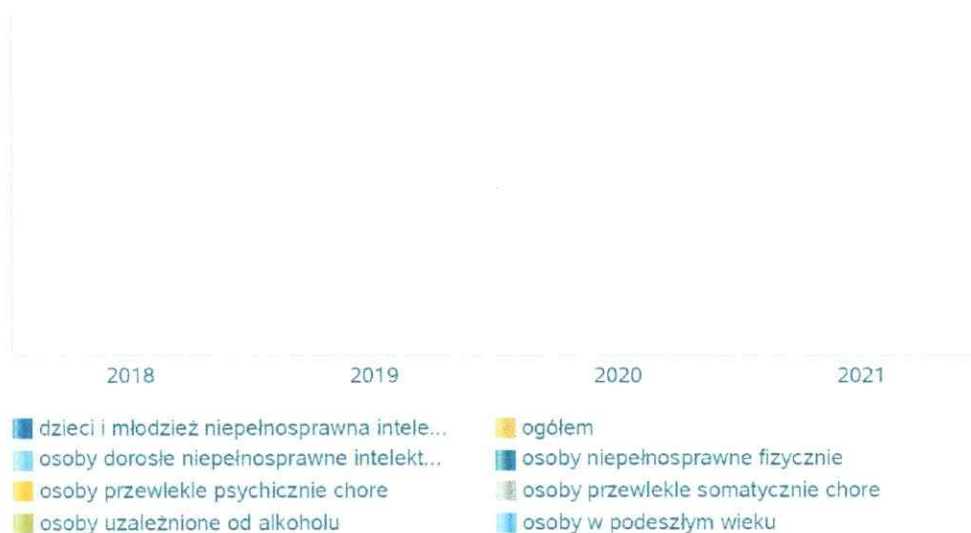 2018 2019 2020 2021
dzieci i młodzież niepełnosprawna intele... ogółem
osoby dorosłe niepełnosprawne intelekt... osoby niepełnosprawne fizycznie
osoby przewlekle psychicznie chore osoby przewlekle somatycznie chore
osoby uzależnione od alkoholu osoby w podeszłym wieku